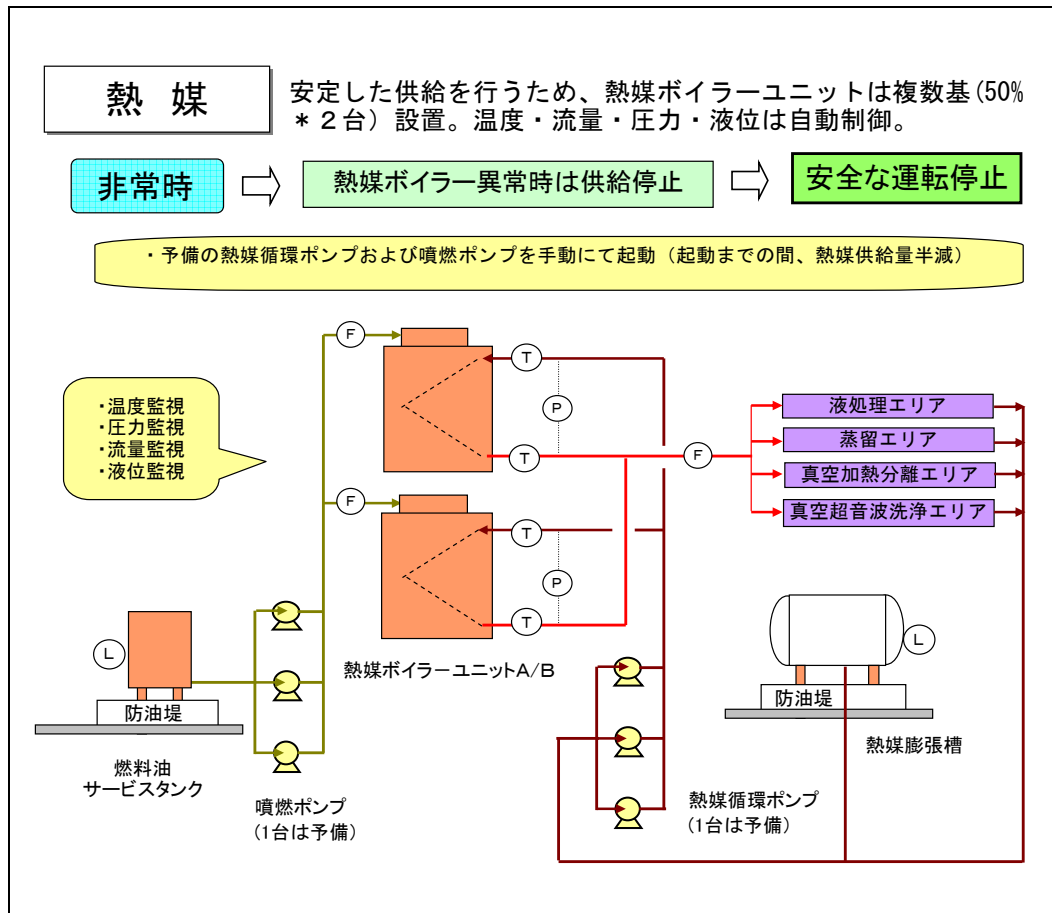 熱 媒
安定した供給を行うため、熱媒ボイラーユニットは複数基(50%
＊２台）設置。温度・流量・圧力・液位は自動制御。
非常時
熱媒ボイラー異常時は供給停止
安全な運転停止
・予備の熱媒循環ポンプおよび噴燃ポンプを手動にて起動（起動までの間、熱媒供給量半減）
・温度監視
・圧力監視
・流量監視
・液位監視
F
T
P
T
F
F
T
P
T
液処理エリア
蒸留エリア
真空加熱分離エリア
真空超音波洗浄エリア
L
防油堤
燃料油
サービスタンク
噴燃ポンプ
(1台は予備)
熱媒ボイラーユニットA/B
熱媒循環ポンプ
(1台は予備)
L
防油堤
熱媒膨張槽